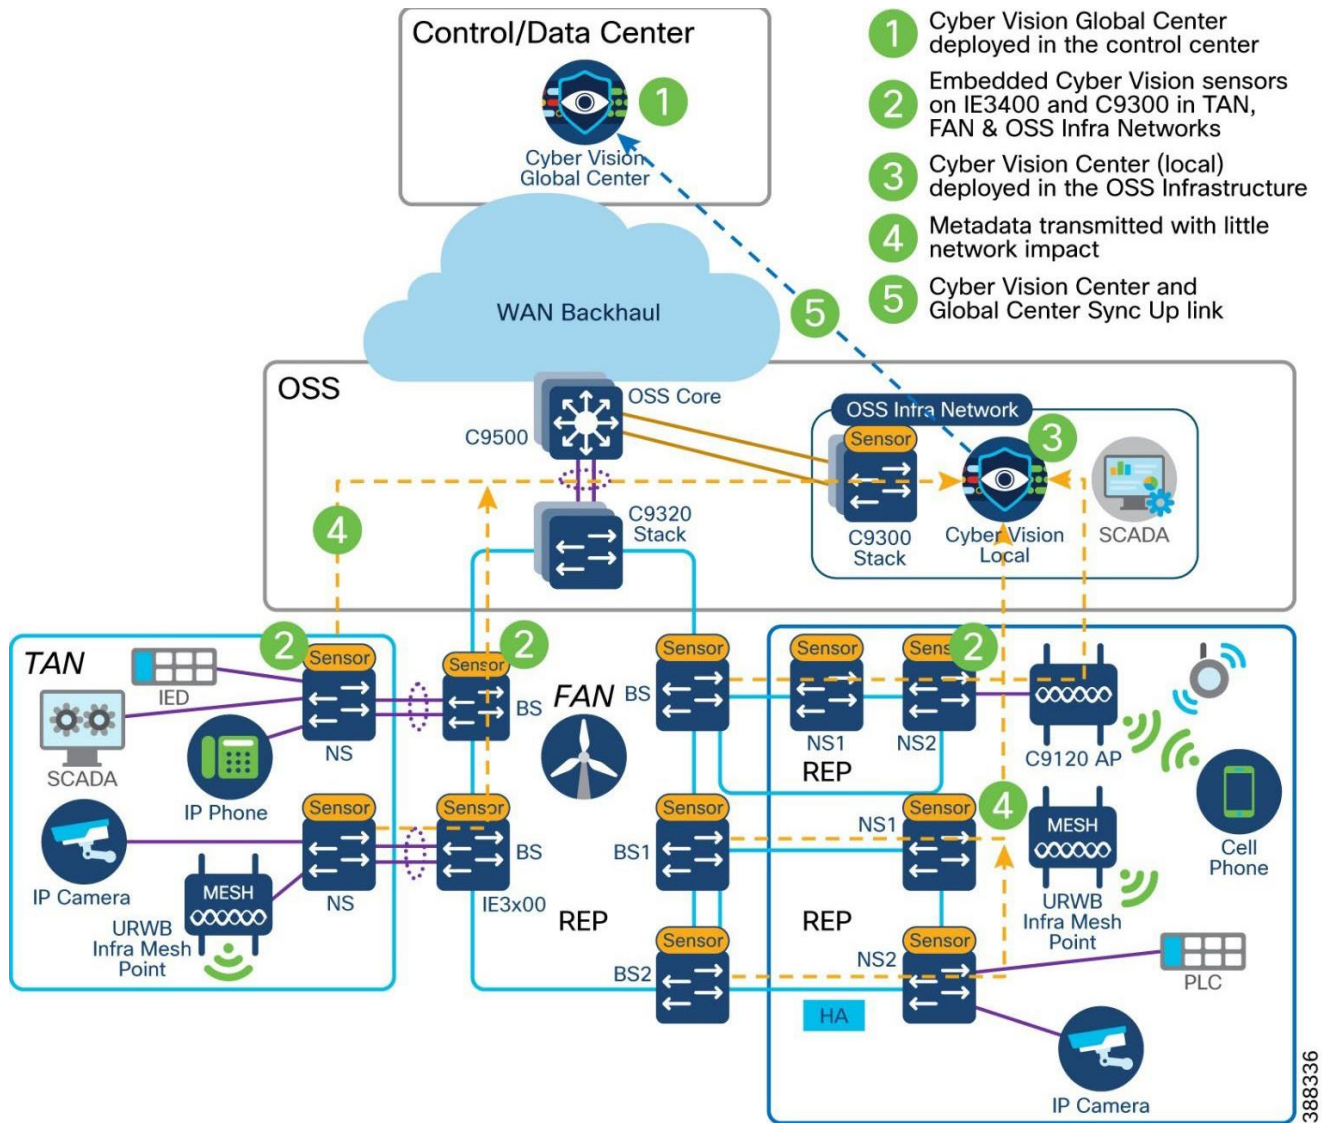 Control/Data Center
1
Cyber Vision
Global Center
1 Cyber Vision Global Center
deployed in the control center
2 Embedded Cyber Vision sensors
on IE3400 and C9300 in TAN,
FAN & OSS Infra Networks
3 Cyber Vision Center (local)
deployed in the OSS Infrastructure
4 Metadata transmitted with little
network impact
5 Cyber Vision Center and
Global Center Sync Up link
WAN Backhaul
5
OSS
OSS Core
C9500
C9320
Stack
4
OSS Infra Network
Sensor
3
C9300
Stack
Cyber Vision
Local
SCADA
TAN
IED
SCADA
IP Phone
2
Sensor
NS
Sensor
2
BS
IP Camera
MESH
URWB
Infra Mesh
Point
Sensor
NS
Sensor
BS
IE3x00
FAN
REP
Sensor
BS
Sensor
BS1
Sensor
BS2
Sensor
NS1
Sensor
2
NS2
REP
C9120 AP
Cell
Phone
Sensor
NS1
4
MESH
URWB
Infra Mesh
Point
REP
Sensor
NS2
HA
PLC
IP Camera
388336